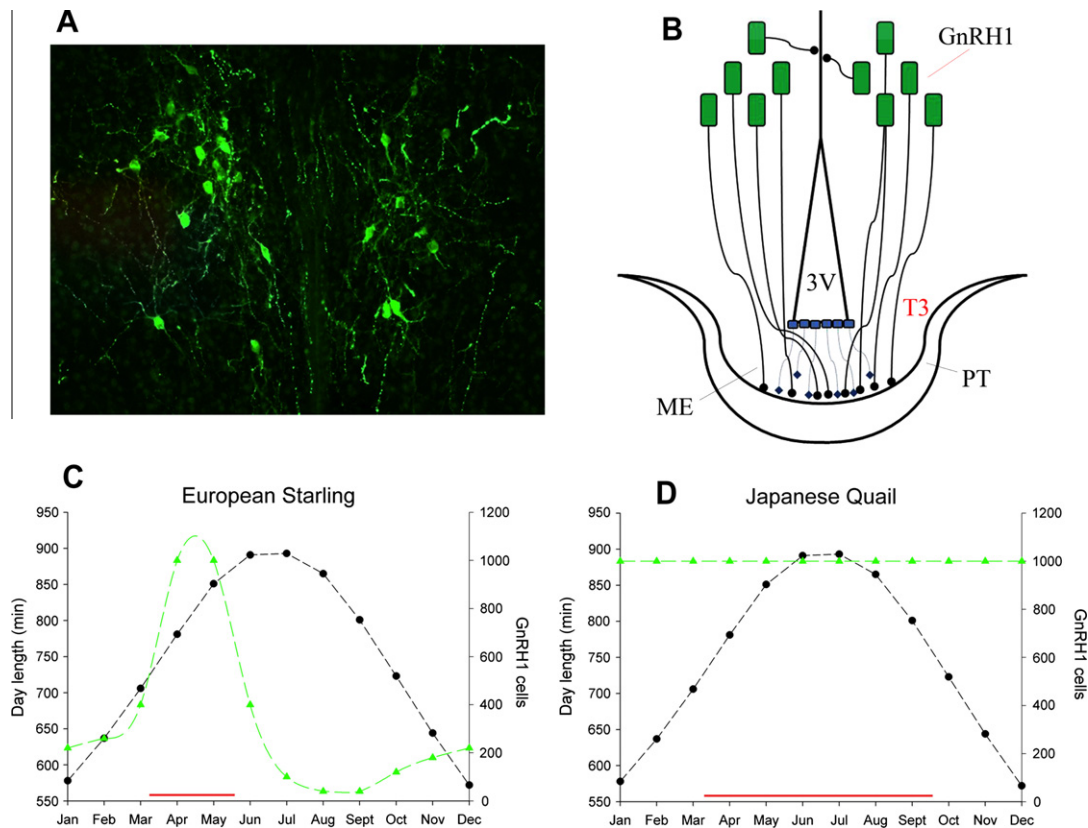 A
B
GnRH1
3V
T3
ME
PT
C
European Starling
950
900
850
800
750
700
650
600
550
Day length (min)
1200
1000
800
600
400
200
0
GnRH1 cells
Jan Feb Mar Apr May Jun Jul Aug Sept Oct Nov Dec
D
Japanese Quail
950
900
850
800
750
700
650
600
550
Day length (min)
1200
1000
800
600
400
200
0
GnRH1 cells
Jan Feb Mar Apr May Jun Jul Aug Sept Oct Nov Dec